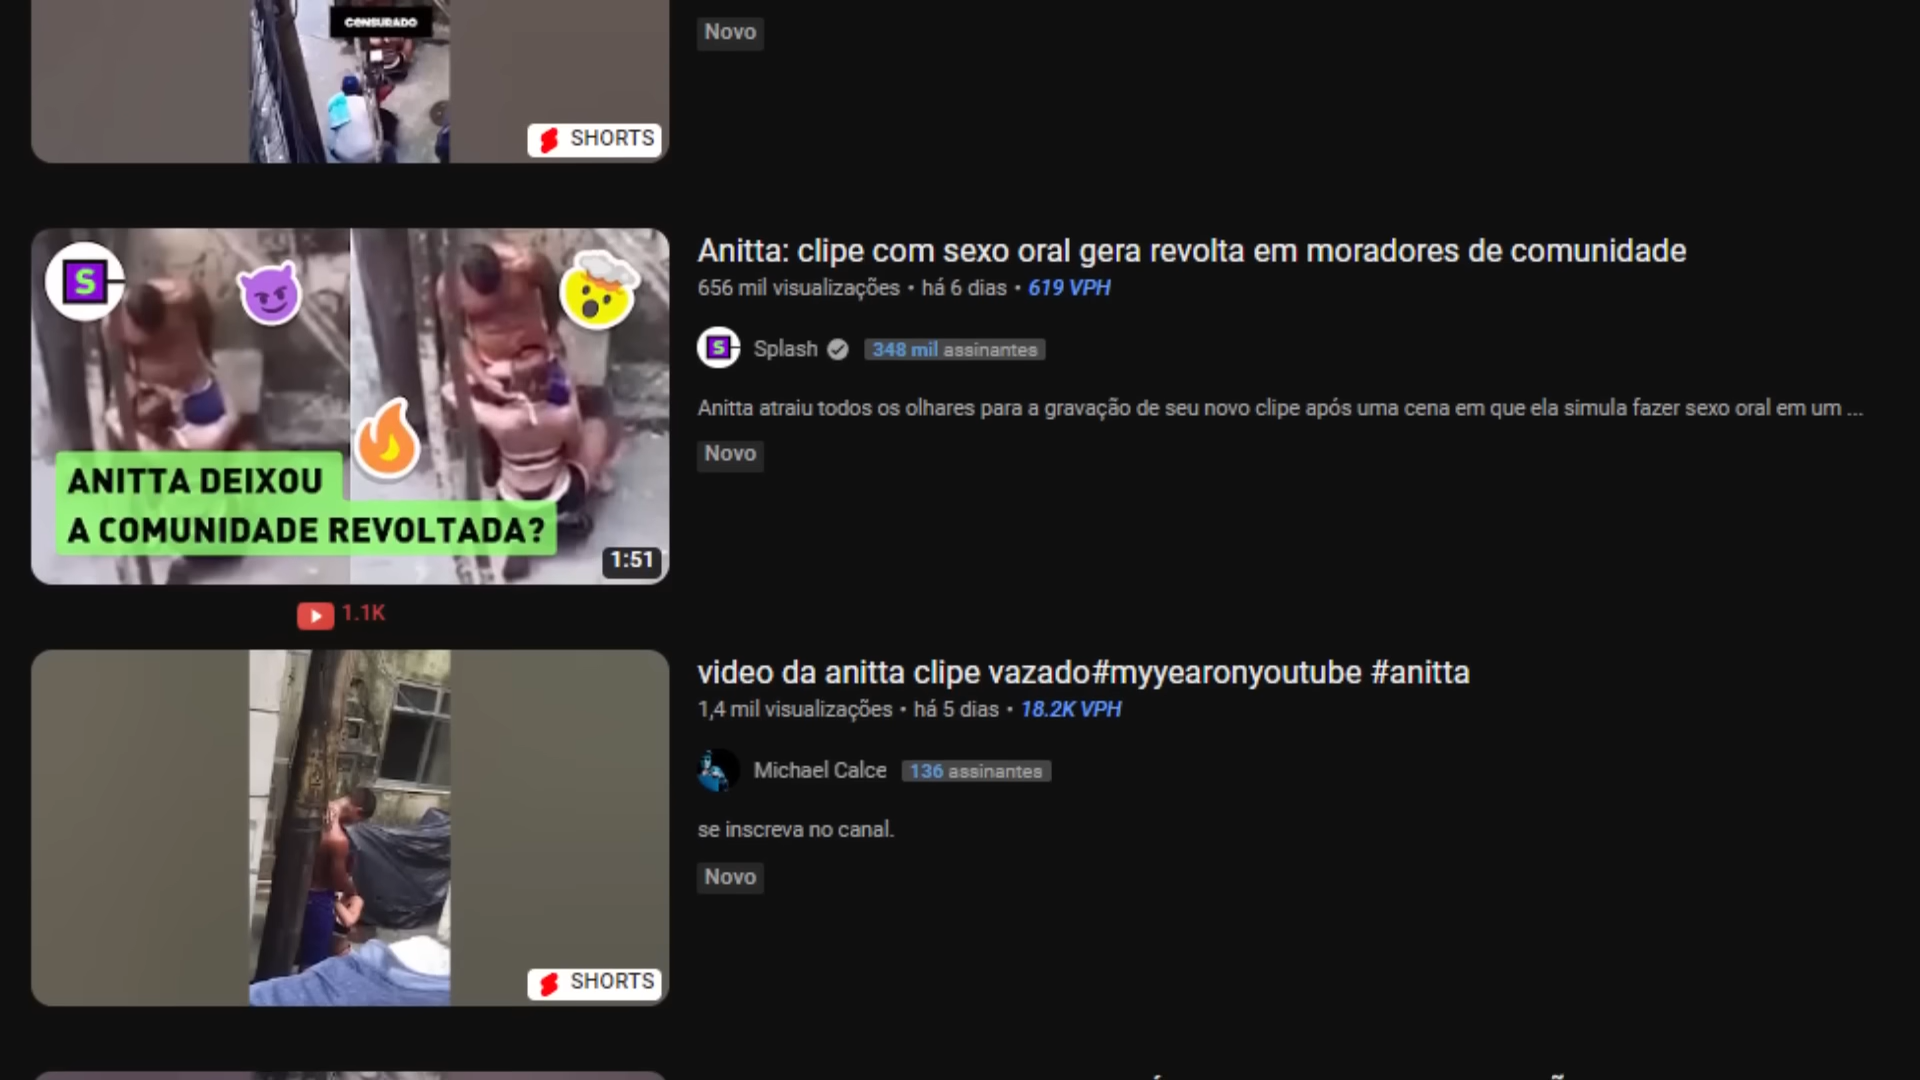 CENSURADO
Novo
SHORTS
S
Anitta: clipe com sexo oral gera revolta em moradores de comunidade
656 mil visualizações • há 6 dias • 619 VPH
S Splash 348 mil assinantes
Anitta atraiu todos os olhares para a gravação de seu novo clipe após uma cena em que ela simula fazer sexo oral em um ...
Novo
ANITTA DEIXOU
A COMUNIDADE REVOLTADA?
1:51
1.1K
video da anitta clipe vazado#myyearonyoutube #anitta
1,4 mil visualizações • há 5 dias • 18.2K VPH
Michael Calce 136 assinantes
se inscreva no canal.
Novo
SHORTS